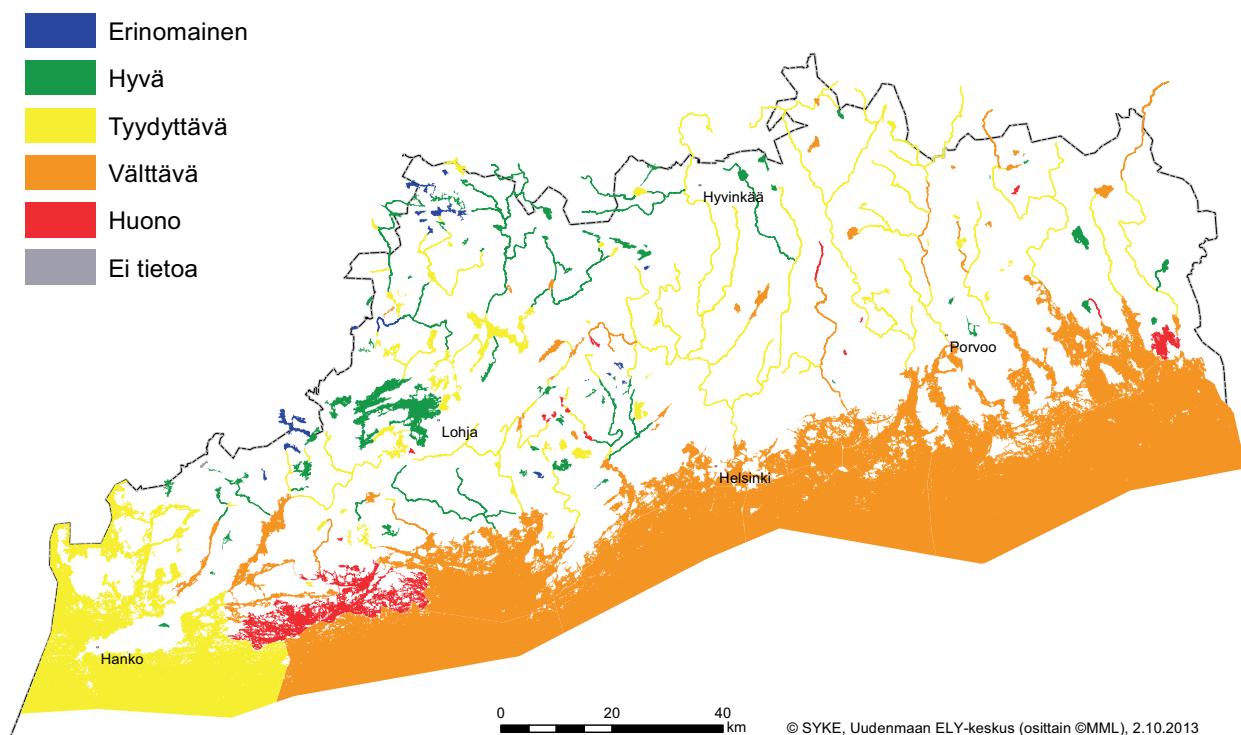 Erinomainen
Hyvä
Tyydyttävä
Välttävä
Huono
Ei tietoa
Hyvinkää
Porvoo
Lohja
Helsinki
Hanko
0 20 40
km
© SYKE, Uudenmaan ELY-keskus (osittain ©MML), 2.10.2013